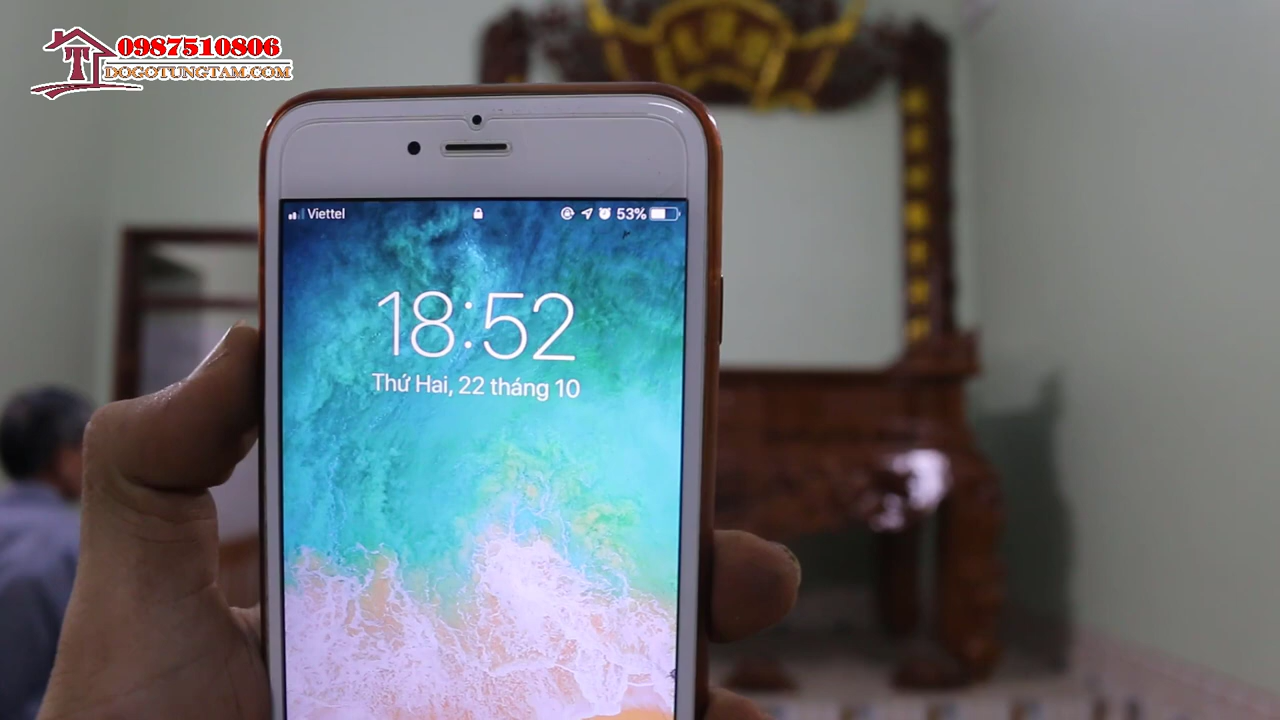 0987510806
DOGOTUNGTAM.COM
Viettel 53%
18:52
Thứ Hai, 22 tháng 10